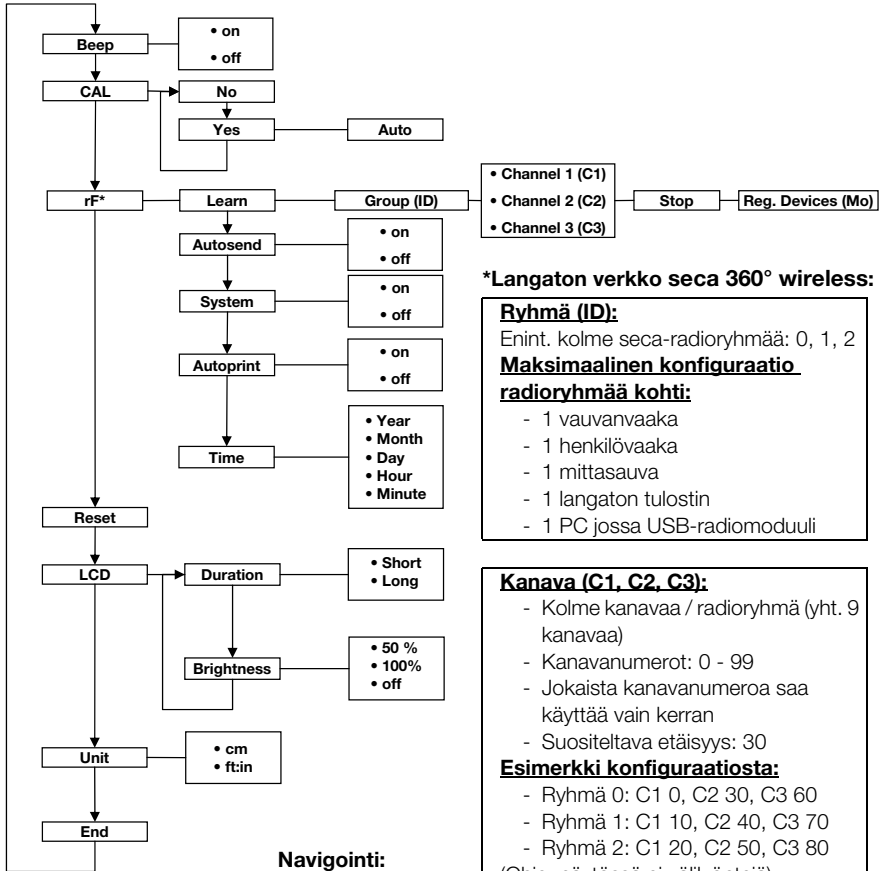 Beep
• on
• off
CAL
No
Yes
Auto
rF*
Learn
Group (ID)
• Channel 1 (C1)
• Channel 2 (C2)
• Channel 3 (C3)
Stop
Reg. Devices (Mo)
Autosend
• on
• off
System
• on
• off
Autoprint
• on
• off
Time
• Year
• Month
• Day
• Hour
• Minute
Reset
LCD
Duration
• Short
• Long
Brightness
• 50 %
• 100%
• off
Unit
• cm
• ft:in
End
Navigointi:
*Langaton verkko seca 360° wireless:
Ryhmä (ID):
Enint. kolme seca-radioryhmää: 0, 1, 2
Maksimaalinen konfiguraatio
radioryhmää kohti:
- 1 vauvanvaaka
- 1 henkilövaaka
- 1 mittasauva
- 1 langaton tulostin
- 1 PC jossa USB-radiomoduuli
Kanava (C1, C2, C3):
- Kolme kanavaa / radioryhmä (yht. 9
kanavaa)
- Kanavanumerot: 0 - 99
- Jokaista kanavanumeroa saa
käyttää vain kerran
- Suositeltava etäisyys: 30
Esimerkki konfiguraatiosta:
- Ryhmä 0: C1 0, C2 30, C3 60
- Ryhmä 1: C1 10, C2 40, C3 70
- Ryhmä 2: C1 20, C2 50, C3 80